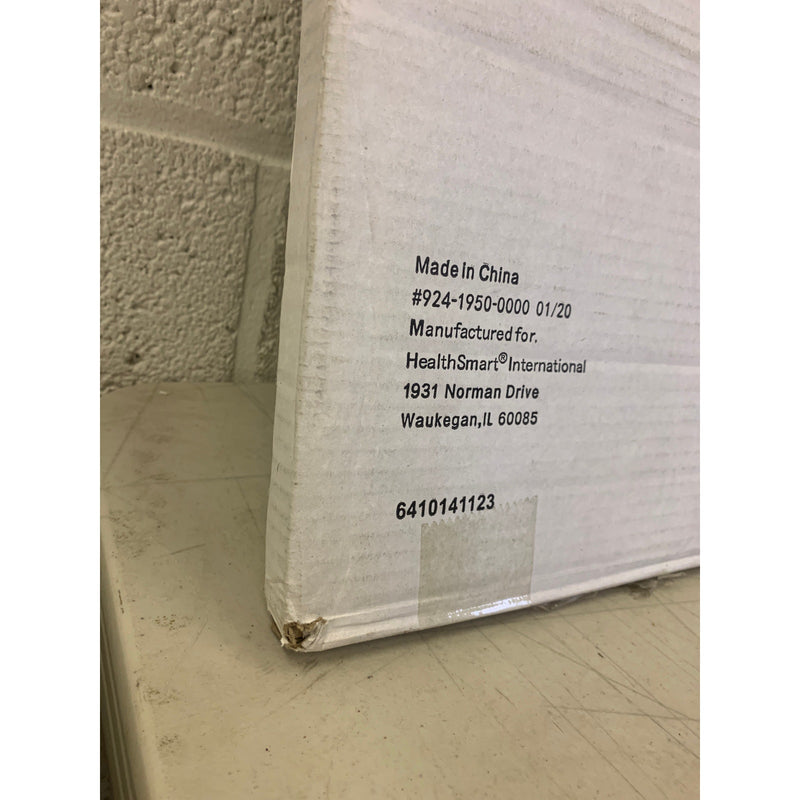 Made in China
#924-1950-0000 01/20
Manufactured for.
HealthSmart® International
1931 Norman Drive
Waukegan,IL 60085
6410141123